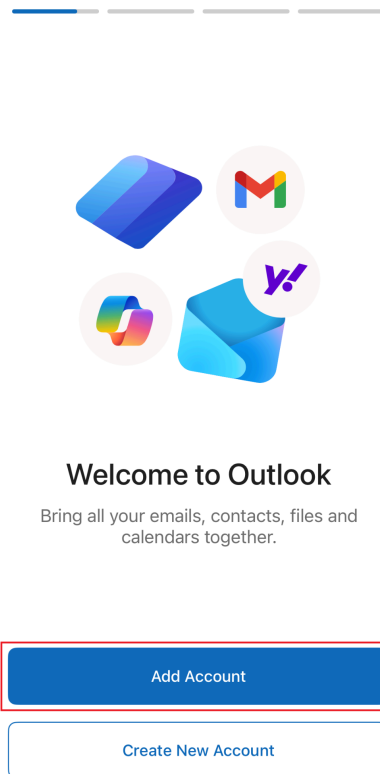 Welcome to Outlook
Bring all your emails, contacts, files and
calendars together.
Add Account
Create New Account